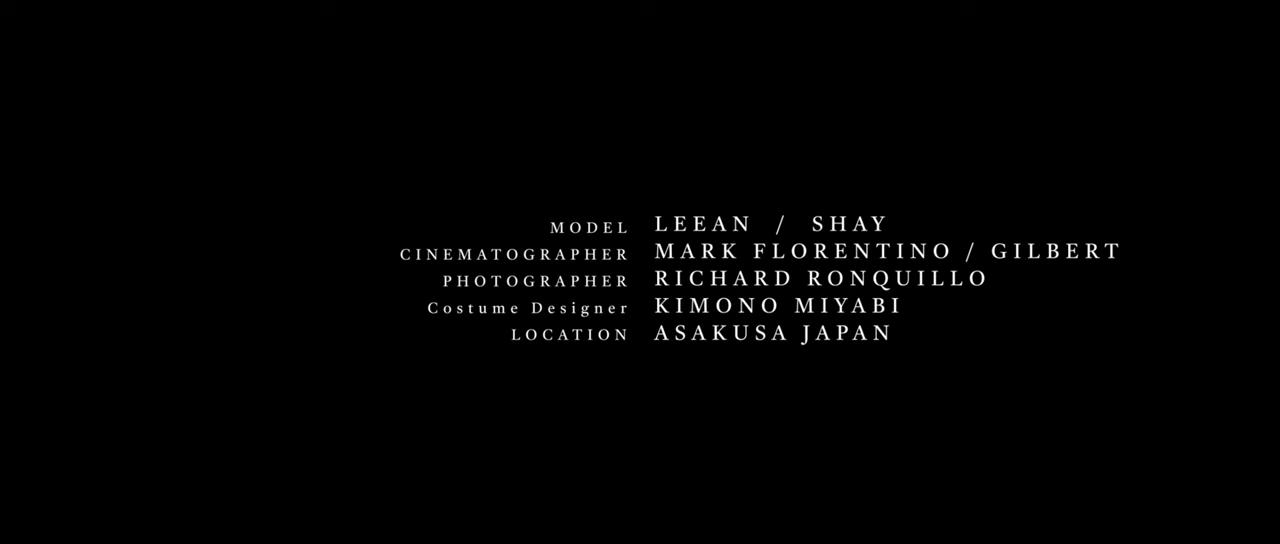 MODEL LEEAN / SHAY
CINEMATOGRAPHER MARK FLORENTINO / GILBERT
PHOTOGRAPHER RICHARD RONQUILLO
Costume Designer KIMONO MIYABI
LOCATION ASAKUSA JAPAN